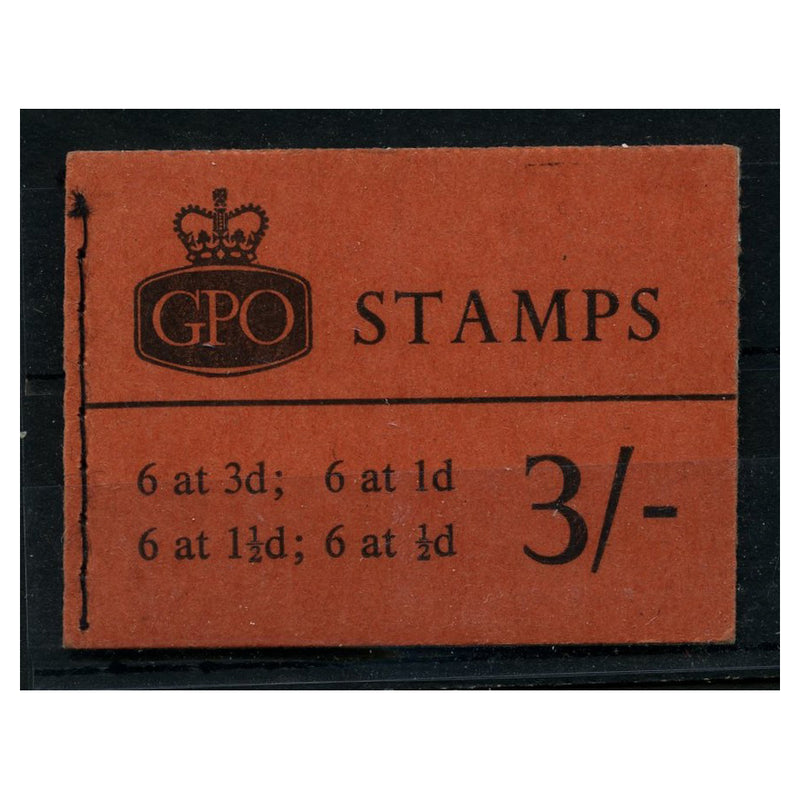 GPO STAMPS
6 at 3d; 6 at 1d
6 at 1½d; 6 at ½d
3/-